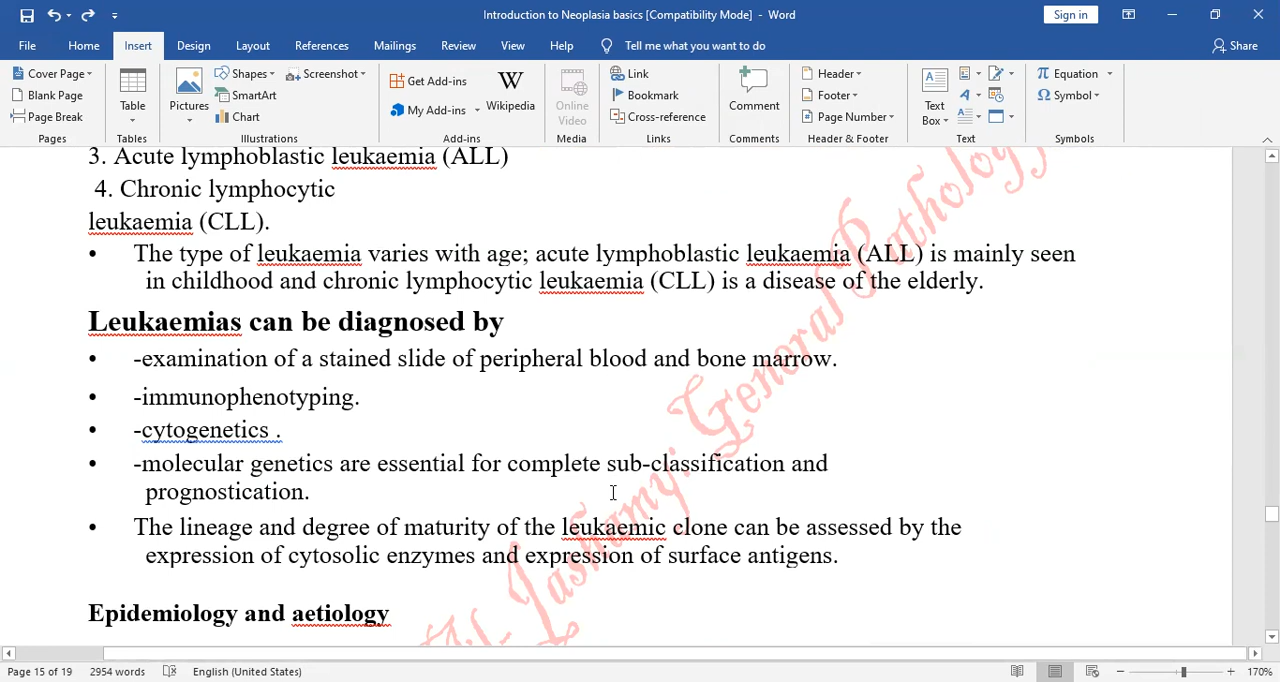 Introduction to Neoplasia basics [Compatibility Mode] - Word
Sign in
File Home Insert Design Layout References Mailings Review View Help Tell me what you want to do Share
Cover Page
Blank Page
Page Break
Pages
Table
Tables
Pictures
Shapes
SmartArt
Chart
Screenshot
Illustrations
Get Add-ins
My Add-ins
W
Wikipedia
Add-ins
Online
Video
Media
Link
Bookmark
Cross-reference
Links
Comment
Comments
Header
Footer
Page Number
Header & Footer
Text
Box
Text
Equation
Symbol
Symbols
3. Acute lymphoblastic leukaemia (ALL)
4. Chronic lymphocytic
leukaemia (CLL).
• The type of leukaemia varies with age; acute lymphoblastic leukaemia (ALL) is mainly seen
in childhood and chronic lymphocytic leukaemia (CLL) is a disease of the elderly.
Leukaemias can be diagnosed by
• -examination of a stained slide of peripheral blood and bone marrow.
• -immunophenotyping.
• -cytogenetics .
• -molecular genetics are essential for complete sub-classification and
prognostication.
• The lineage and degree of maturity of the leukaemic clone can be assessed by the
expression of cytosolic enzymes and expression of surface antigens.
Epidemiology and aetiology
Al- Jashamy: General Pathology
Page 15 of 19 2954 words English (United States) 170%